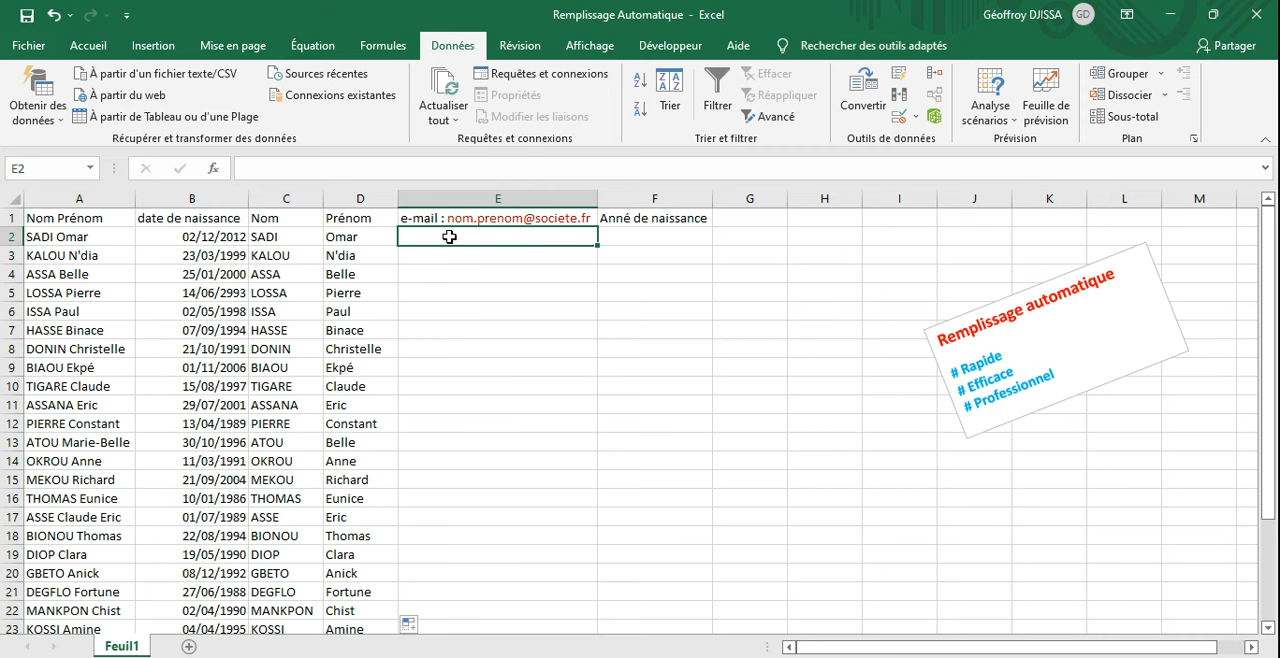 Remplissage Automatique - Excel
Géoffroy DJISSA GD
Fichier Accueil Insertion Mise en page Équation Formules Données Révision Affichage Développeur Aide Rechercher des outils adaptés Partager
Obtenir des données
À partir d'un fichier texte/CSV
À partir du web
À partir de Tableau ou d'une Plage
Sources récentes
Connexions existantes
Récupérer et transformer des données
Actualiser tout
Requêtes et connexions
Propriétés
Modifier les liaisons
Requêtes et connexions
Trier
Filtrer
Effacer
Réappliquer
Avancé
Trier et filtrer
Convertir
Outils de données
Analyse scénarios
Feuille de prévision
Prévision
Grouper
Dissocier
Sous-total
Plan
E2 fx
A B C D E F G H I J K L M
1 Nom Prénom date de naissance Nom Prénom e-mail : nom.prenom@societe.fr Anné de naissance
2 SADI Omar 02/12/2012 SADI Omar
3 KALOU N'dia 23/03/1999 KALOU N'dia
4 ASSA Belle 25/01/2000 ASSA Belle
5 LOSSA Pierre 14/06/2993 LOSSA Pierre
6 ISSA Paul 02/05/1998 ISSA Paul
7 HASSE Binace 07/09/1994 HASSE Binace
8 DONIN Christelle 21/10/1991 DONIN Christelle
9 BIAOU Ekpé 01/11/2006 BIAOU Ekpé
10 TIGARE Claude 15/08/1997 TIGARE Claude
11 ASSANA Eric 29/07/2001 ASSANA Eric
12 PIERRE Constant 13/04/1989 PIERRE Constant
13 ATOU Marie-Belle 30/10/1996 ATOU Belle
14 OKROU Anne 11/03/1991 OKROU Anne
15 MEKOU Richard 21/09/2004 MEKOU Richard
16 THOMAS Eunice 10/01/1986 THOMAS Eunice
17 ASSE Claude Eric 01/07/1989 ASSE Eric
18 BIONOU Thomas 22/08/1994 BIONOU Thomas
19 DIOP Clara 19/05/1990 DIOP Clara
20 GBETO Anick 08/12/1992 GBETO Anick
21 DEGFLO Fortune 27/06/1988 DEGFLO Fortune
22 MANKPON Chist 02/04/1990 MANKPON Chist
23 KOSSI Amine 04/04/1995 KOSSI Amine
Remplissage automatique
# Rapide
# Efficace
# Professionnel
Feuil1